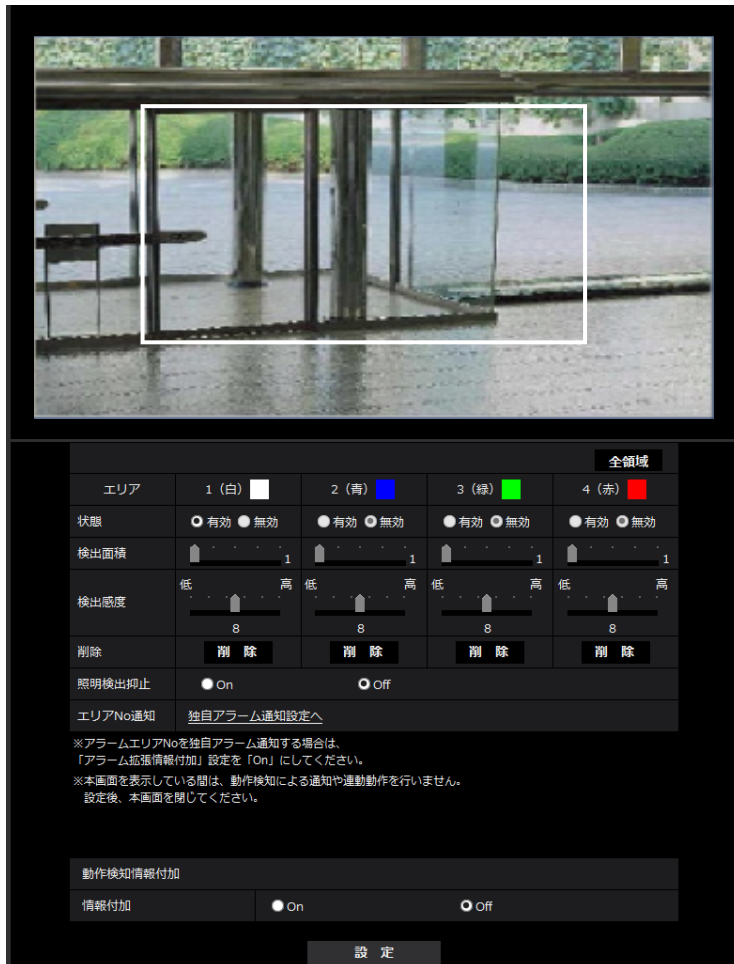 全領域
エリア 1（白） 2（青） 3（緑） 4（赤）
状態 有効 無効 有効 無効 有効 無効 有効 無効
検出面積 1 1 1 1
低 高 低 高 低 高 低 高
検出感度
8 8 8 8
削除 削 除 削 除 削 除 削 除
照明検出抑止 On Off
エリアNo通知 独自アラーム通知設定へ
※アラームエリアNoを独自アラーム通知する場合は、
「アラーム拡張情報付加」設定を「On」にしてください。
※本画面を表示している間は、動作検知による通知や連動動作を行いません。
設定後、本画面を閉じてください。
動作検知情報付加
情報付加 On Off
設 定